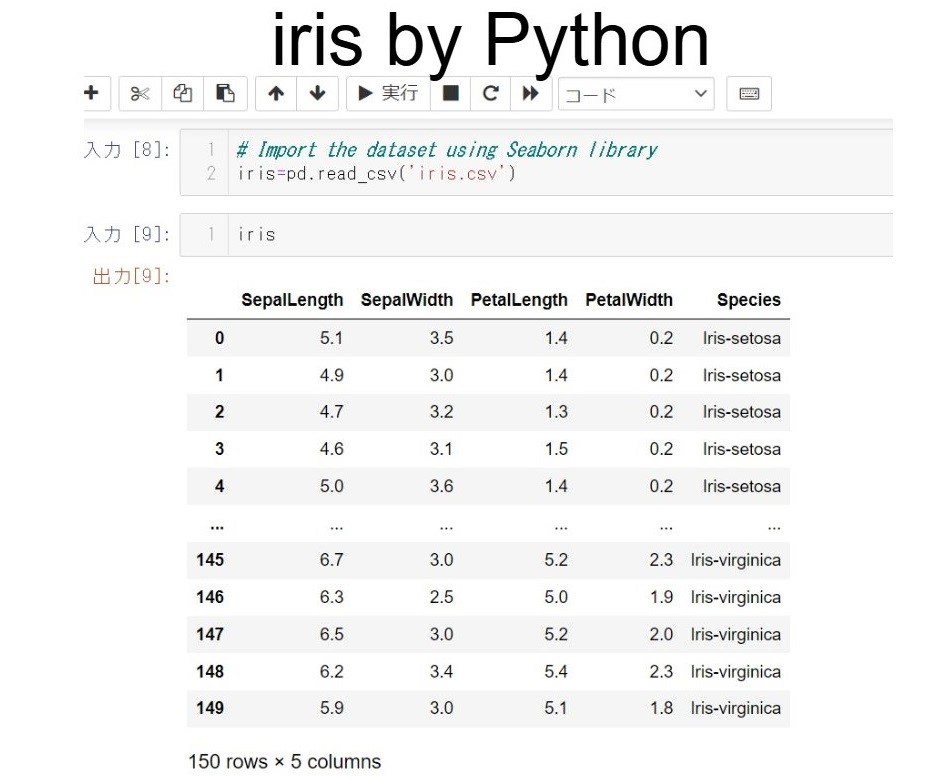 iris by Python
実行 コード
入力 [8]:
1 # Import the dataset using Seaborn library
2 iris=pd.read_csv('iris.csv')
入力 [9]:
1 iris
出力[9]:
SepalLength SepalWidth PetalLength PetalWidth Species
0 5.1 3.5 1.4 0.2 Iris-setosa
1 4.9 3.0 1.4 0.2 Iris-setosa
2 4.7 3.2 1.3 0.2 Iris-setosa
3 4.6 3.1 1.5 0.2 Iris-setosa
4 5.0 3.6 1.4 0.2 Iris-setosa
... ... ... ... ... ...
145 6.7 3.0 5.2 2.3 Iris-virginica
146 6.3 2.5 5.0 1.9 Iris-virginica
147 6.5 3.0 5.2 2.0 Iris-virginica
148 6.2 3.4 5.4 2.3 Iris-virginica
149 5.9 3.0 5.1 1.8 Iris-virginica
150 rows × 5 columns